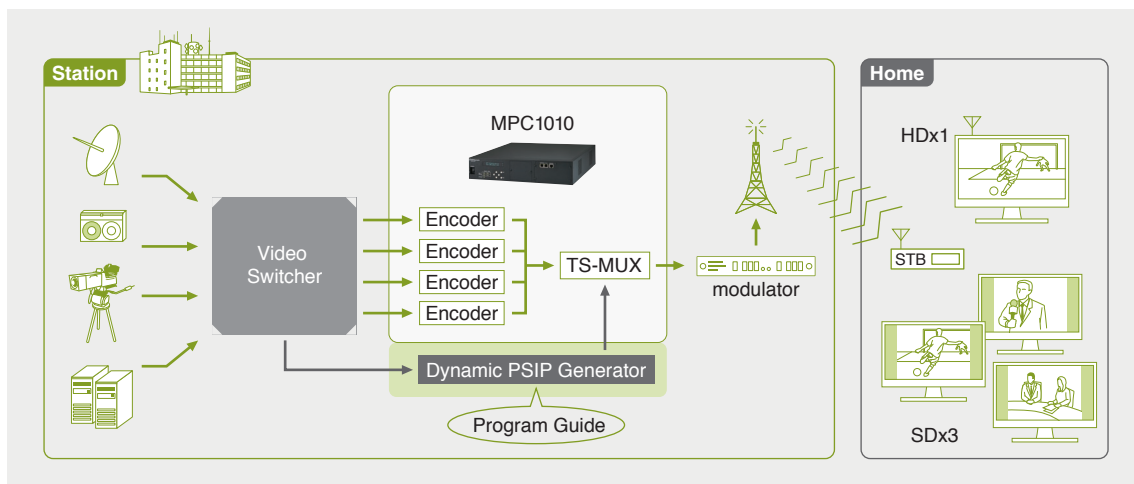 Station
Home
MPC1010
HDx1
Encoder
Encoder
Encoder
Encoder
Video
Switcher
TS-MUX
modulator
STB
Dynamic PSIP Generator
Program Guide
SDx3